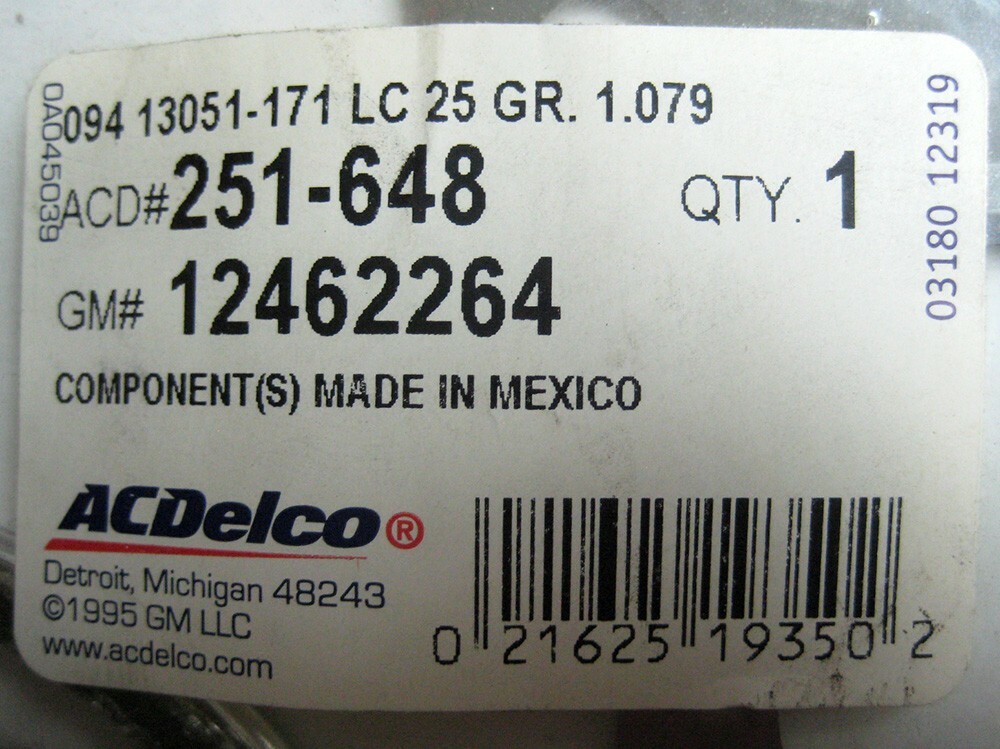 094 13051-171 LC 25 GR. 1.079
ACD# 251-648 QTY. 1
GM# 12462264
COMPONENT(S) MADE IN MEXICO
ACDelco®
Detroit, Michigan 48243
©1995 GM LLC
www.acdelco.com
0 21625 19350 2
0A045039
03180 12319